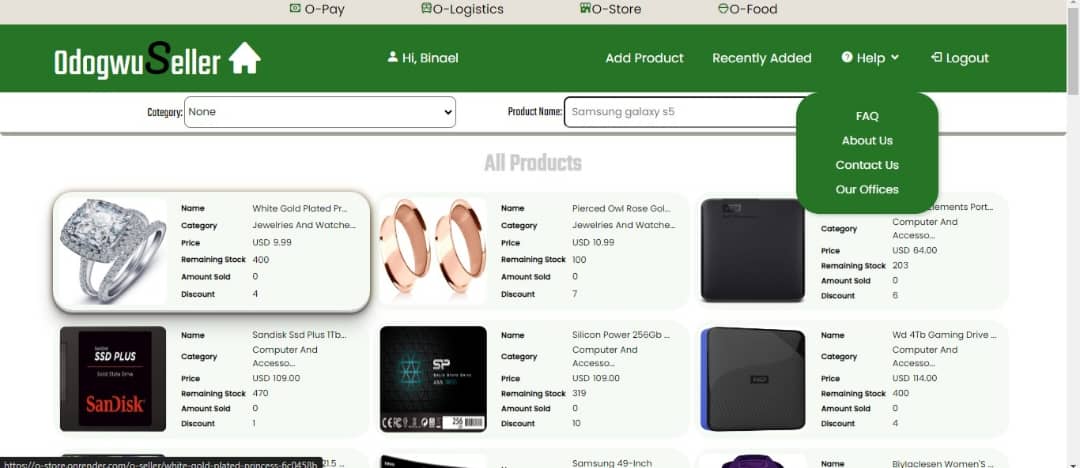 O-Pay O-Logistics O-Store O-Food
OdogwuSeller Hi, Binael Add Product Recently Added Help Logout
Category: None Product Name: Samsung galaxy s5
FAQ
About Us
Contact Us
Our Offices
All Products
Name White Gold Plated Pr...
Category Jewelries And Watche...
Price USD 9.99
Remaining Stock 400
Amount Sold 0
Discount 4
Name Pierced Owl Rose Gol...
Category Jewelries And Watche...
Price USD 10.99
Remaining Stock 100
Amount Sold 0
Discount 7
lements Port...
Category Computer And
Accesso...
Price USD 64.00
Remaining Stock 203
Amount Sold 0
Discount 6
SSD PLUS
Solid State Drive
SanDisk
Name Sandisk Ssd Plus 1Tb...
Category Computer And
Accesso...
Price USD 109.00
Remaining Stock 470
Amount Sold 0
Discount 1
SP
256
Name Silicon Power 256Gb ...
Category Computer And
Accesso...
Price USD 109.00
Remaining Stock 319
Amount Sold 0
Discount 10
WD
Name Wd 4Tb Gaming Drive ...
Category Computer And
Accesso...
Price USD 114.00
Remaining Stock 400
Amount Sold 0
Discount 4
21.5 ...
Samsung 49-Inch
Biylaclesen Women'S ...
https://o-store.onrender.com/o-seller/white-gold-plated-princess-6c0458b